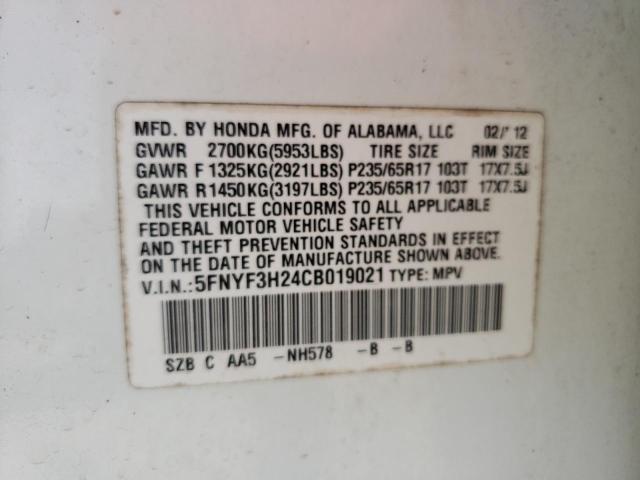 MFD. BY HONDA MFG. OF ALABAMA, LLC 02/12
GVWR 2700KG(5953LBS) TIRE SIZE RIM SIZE
GAWR F 1325KG(2921LBS) P235/65R17 103T 17X7.5J
GAWR R 1450KG(3197LBS) P235/65R17 103T 17X7.5J
THIS VEHICLE CONFORMS TO ALL APPLICABLE
FEDERAL MOTOR VEHICLE SAFETY
AND THEFT PREVENTION STANDARDS IN EFFECT
ON THE DATE OF MANUFACTURE SHOWN ABOVE.
V.I.N.:5FNYF3H24CB019021 TYPE: MPV
SZB C AA5 -NH578 -B -B